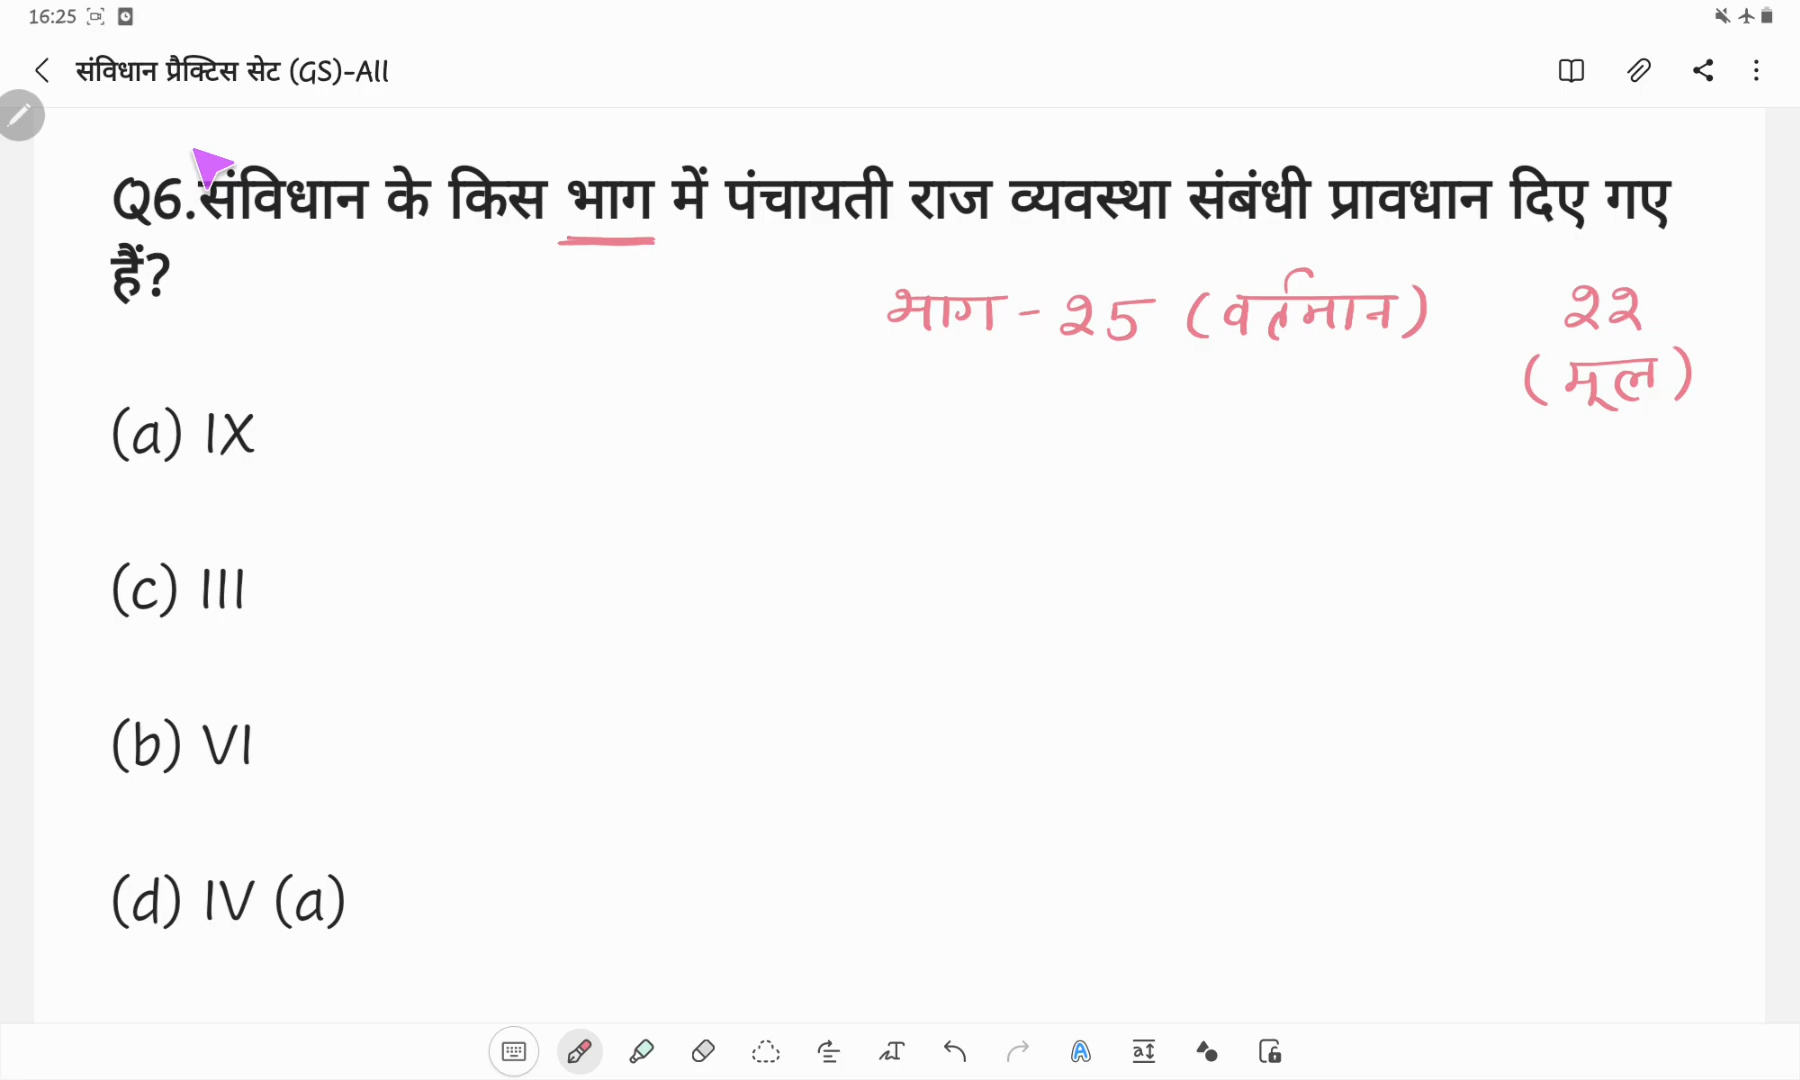 16:25
संविधान प्रैक्टिस सेट (GS)-All
Q6.संविधान के किस भाग में पंचायती राज व्यवस्था संबंधी प्रावधान दिए गए
हैं?
भाग - 25 (वर्तमान) 22
(मूल)
(a) IX
(c) III
(b) VI
(d) IV (a)